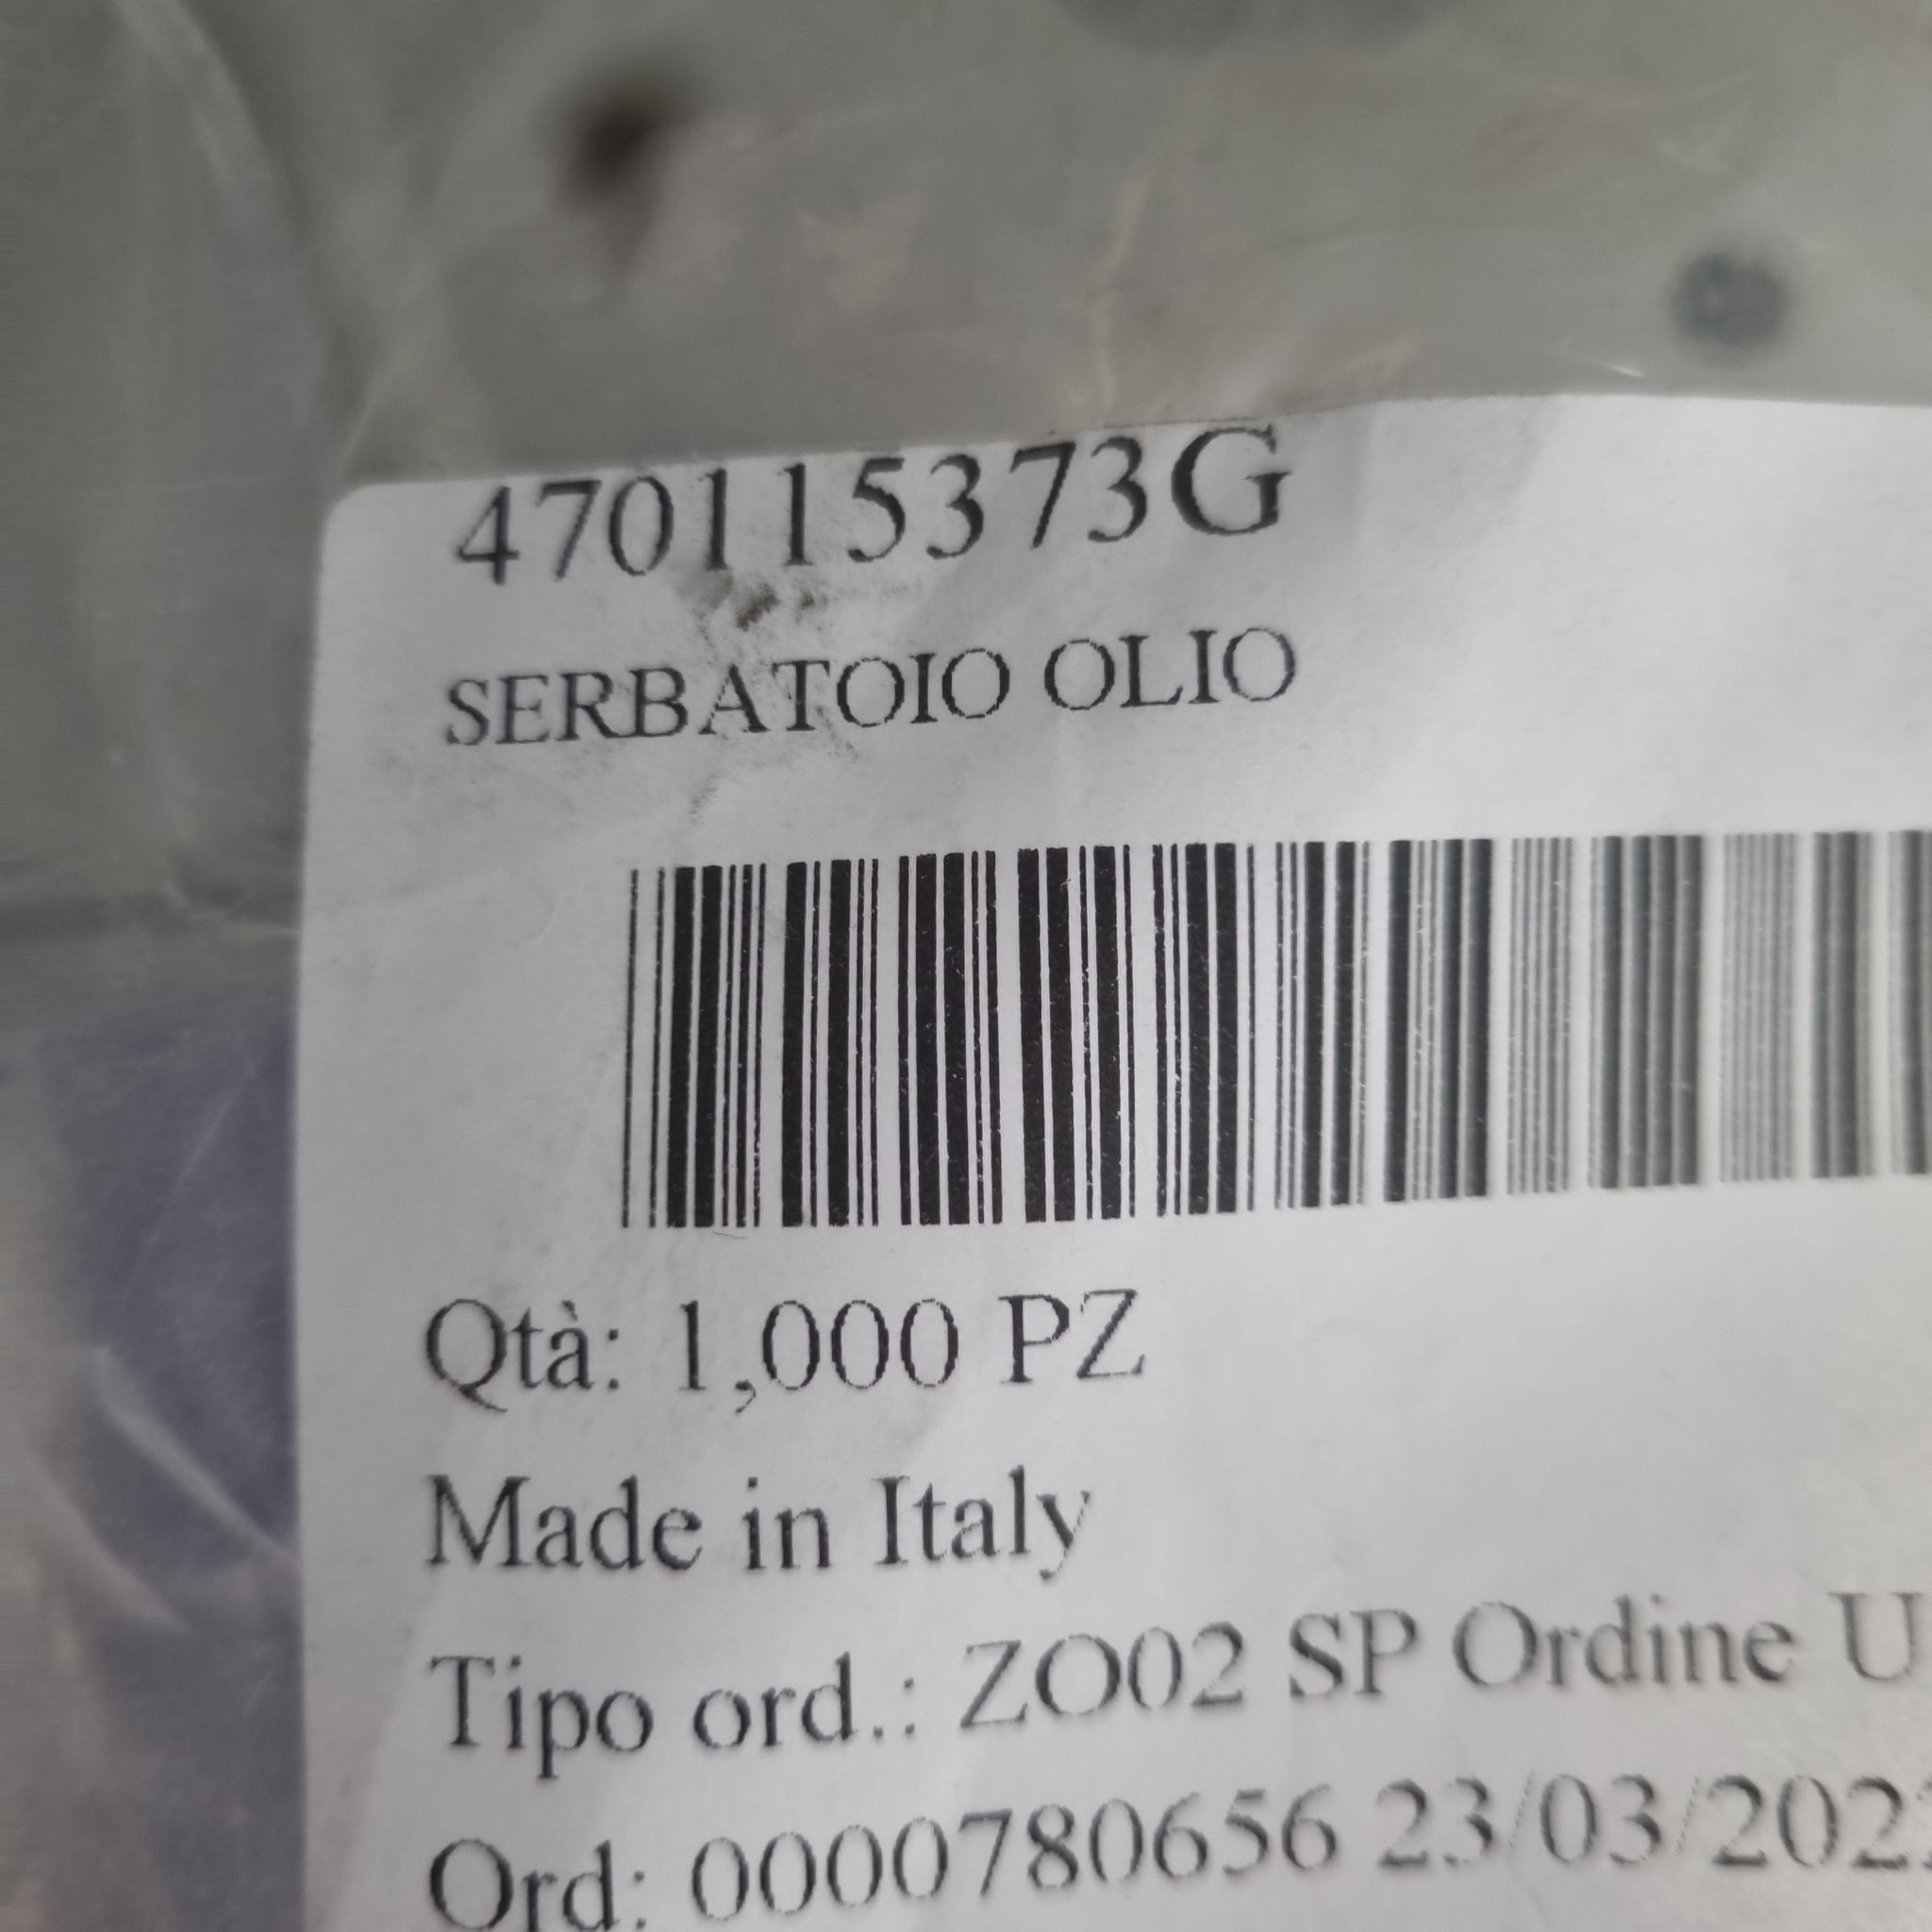 470115373G
SERBATOIO OLIO
Qtà: 1,000 PZ
Made in Italy
Tipo ord.: ZO02 SP Ordine U
Ord: 0000780656 23/03/202